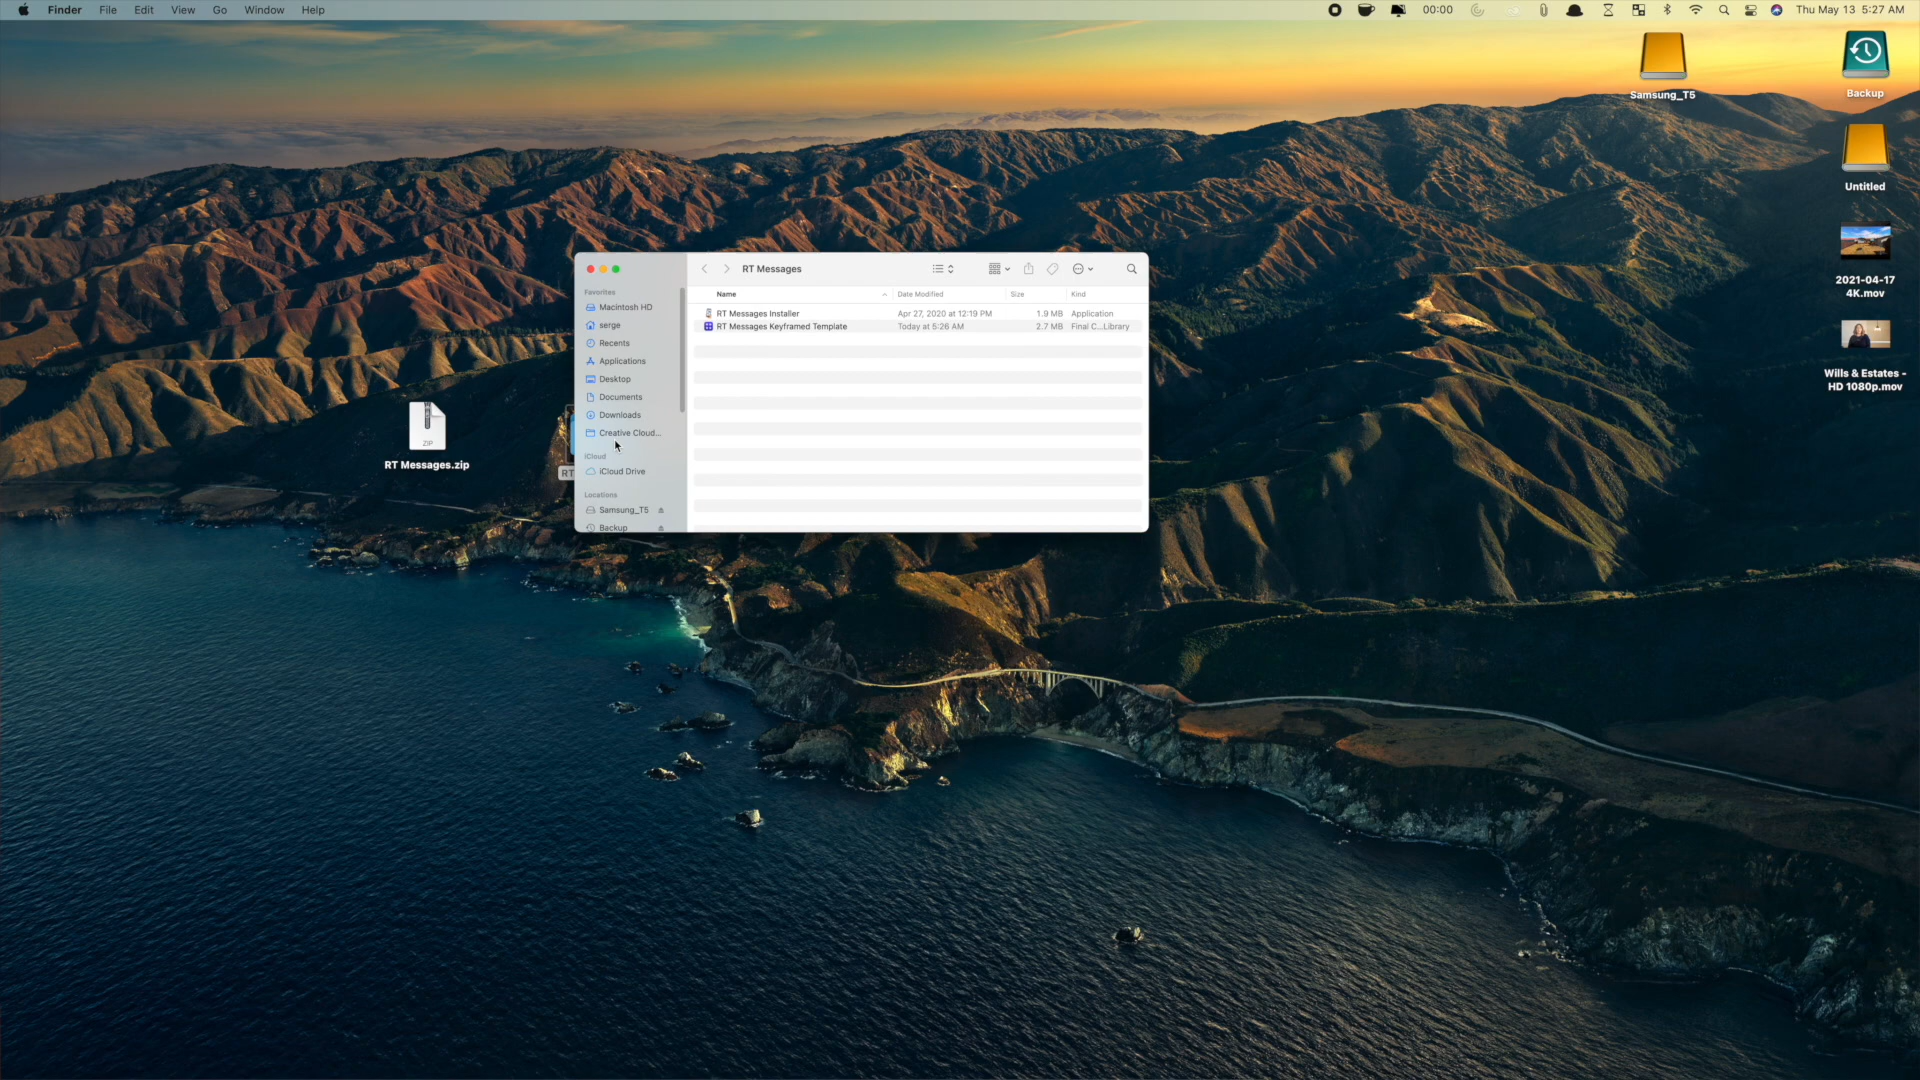 Finder File Edit View Go Window Help
00:00
Thu May 13 5:27 AM
Samsung_T5
Backup
Untitled
2021-04-17
4K.mov
Wills & Estates -
HD 1080p.mov
ZIP
RT Messages.zip
RT
RT Messages
Favorites
Macintosh HD
serge
Recents
Applications
Desktop
Documents
Downloads
Creative Cloud...
iCloud
iCloud Drive
Locations
Samsung_T5
Backup
Name Date Modified Size Kind
RT Messages Installer Apr 27, 2020 at 12:19 PM 1.9 MB Application
RT Messages Keyframed Template Today at 5:26 AM 2.7 MB Final C...Library